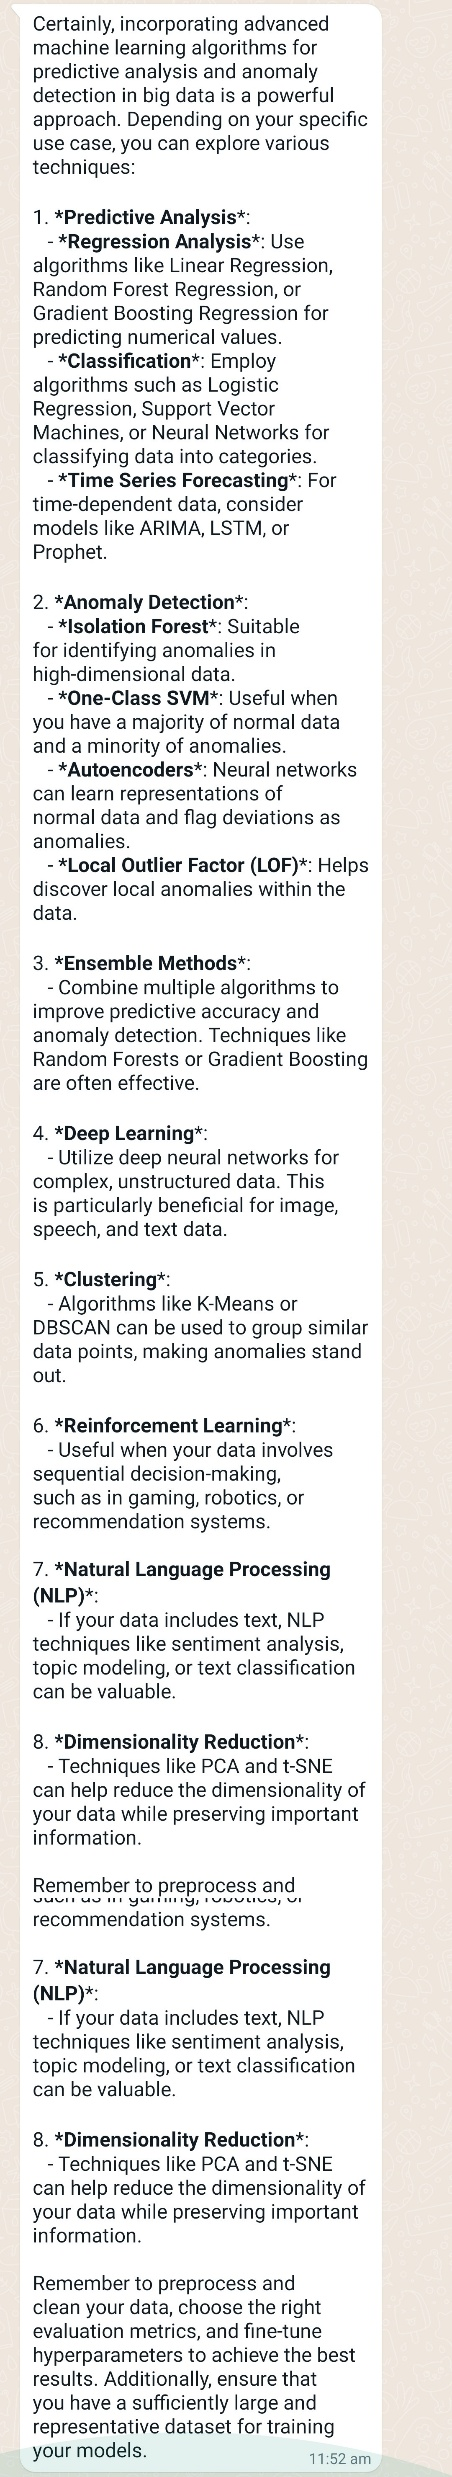 Certainly, incorporating advanced
machine learning algorithms for
predictive analysis and anomaly
detection in big data is a powerful
approach. Depending on your specific
use case, you can explore various
techniques:
1. *Predictive Analysis*:
- *Regression Analysis*: Use
algorithms like Linear Regression,
Random Forest Regression, or
Gradient Boosting Regression for
predicting numerical values.
- *Classification*: Employ
algorithms such as Logistic
Regression, Support Vector
Machines, or Neural Networks for
classifying data into categories.
- *Time Series Forecasting*: For
time-dependent data, consider
models like ARIMA, LSTM, or
Prophet.
2. *Anomaly Detection*:
- *Isolation Forest*: Suitable
for identifying anomalies in
high-dimensional data.
- *One-Class SVM*: Useful when
you have a majority of normal data
and a minority of anomalies.
- *Autoencoders*: Neural networks
can learn representations of
normal data and flag deviations as
anomalies.
- *Local Outlier Factor (LOF)*: Helps
discover local anomalies within the
data.
3. *Ensemble Methods*:
- Combine multiple algorithms to
improve predictive accuracy and
anomaly detection. Techniques like
Random Forests or Gradient Boosting
are often effective.
4. *Deep Learning*:
- Utilize deep neural networks for
complex, unstructured data. This
is particularly beneficial for image,
speech, and text data.
5. *Clustering*:
- Algorithms like K-Means or
DBSCAN can be used to group similar
data points, making anomalies stand
out.
6. *Reinforcement Learning*:
- Useful when your data involves
sequential decision-making,
such as in gaming, robotics, or
recommendation systems.
7. *Natural Language Processing
(NLP)*:
- If your data includes text, NLP
techniques like sentiment analysis,
topic modeling, or text classification
can be valuable.
8. *Dimensionality Reduction*:
- Techniques like PCA and t-SNE
can help reduce the dimensionality of
your data while preserving important
information.
Remember to preprocess and
such as in gaming, robotics, or
recommendation systems.
7. *Natural Language Processing
(NLP)*:
- If your data includes text, NLP
techniques like sentiment analysis,
topic modeling, or text classification
can be valuable.
8. *Dimensionality Reduction*:
- Techniques like PCA and t-SNE
can help reduce the dimensionality of
your data while preserving important
information.
Remember to preprocess and
clean your data, choose the right
evaluation metrics, and fine-tune
hyperparameters to achieve the best
results. Additionally, ensure that
you have a sufficiently large and
representative dataset for training
your models.
11:52 am